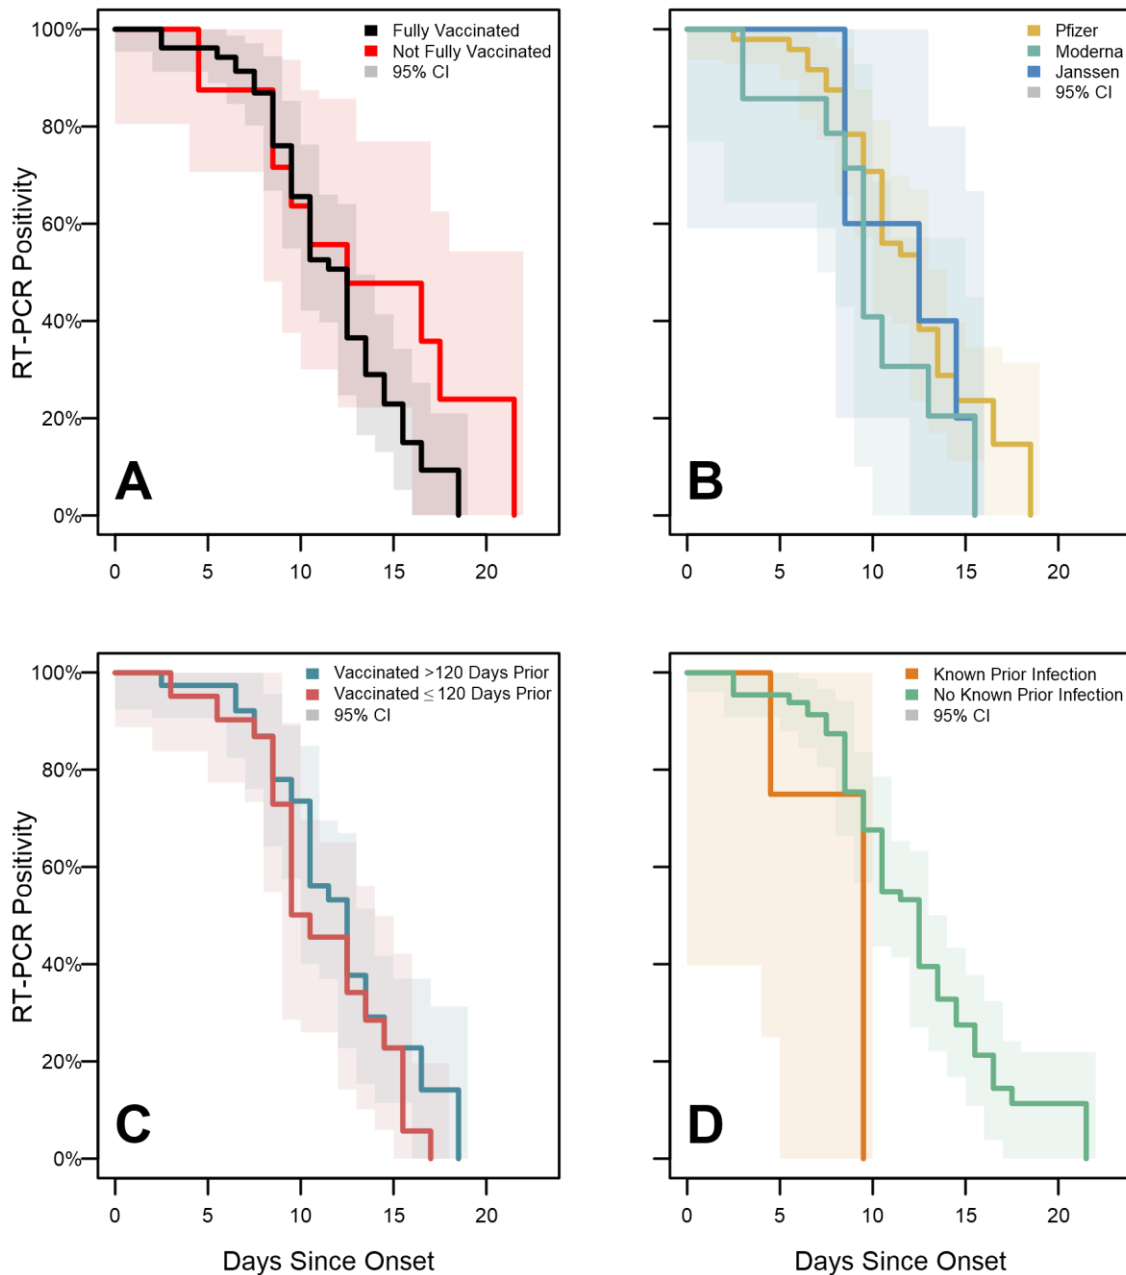 Fully Vaccinated
Not Fully Vaccinated
95% CI
100%
80%
60%
40%
20%
0%
RT-PCR Positivity
A
0 5 10 15 20
Pfizer
Moderna
Janssen
95% CI
B
0 5 10 15 20
Vaccinated >120 Days Prior
Vaccinated ≤ 120 Days Prior
95% CI
100%
80%
60%
40%
20%
0%
RT-PCR Positivity
C
0 5 10 15 20
Days Since Onset
Known Prior Infection
No Known Prior Infection
95% CI
D
0 5 10 15 20
Days Since Onset